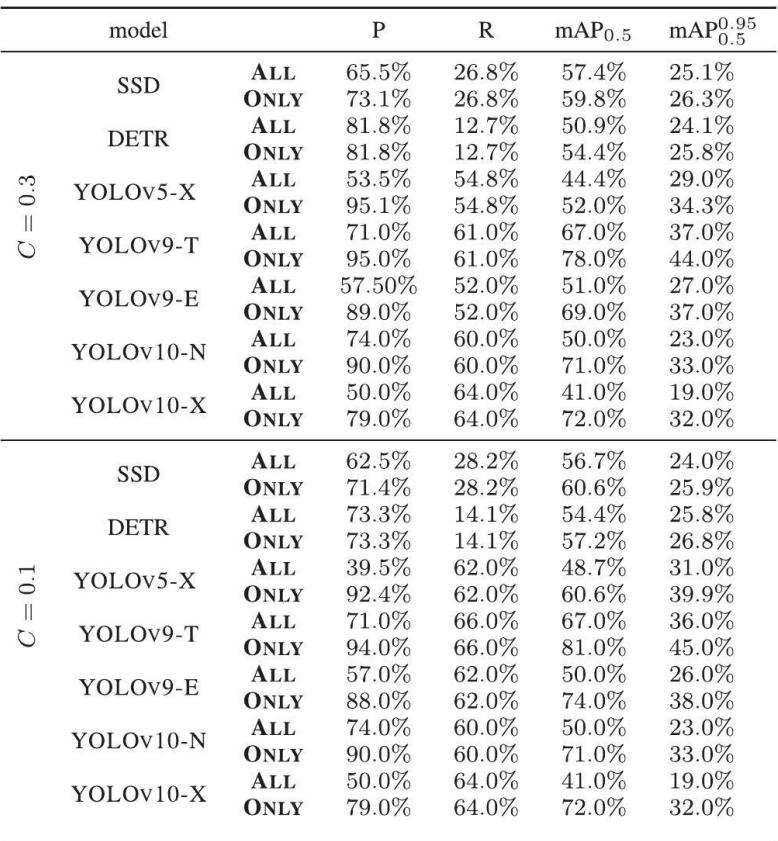 model P R mAP0.5 mAP0.5 0.95
C = 0.3
SSD ALL 65.5% 26.8% 57.4% 25.1%
ONLY 73.1% 26.8% 59.8% 26.3%
DETR ALL 81.8% 12.7% 50.9% 24.1%
ONLY 81.8% 12.7% 54.4% 25.8%
YOLOV5-X ALL 53.5% 54.8% 44.4% 29.0%
ONLY 95.1% 54.8% 52.0% 34.3%
YOLOV9-T ALL 71.0% 61.0% 67.0% 37.0%
ONLY 95.0% 61.0% 78.0% 44.0%
YOLOV9-E ALL 57.50% 52.0% 51.0% 27.0%
ONLY 89.0% 52.0% 69.0% 37.0%
YOLOV10-N ALL 74.0% 60.0% 50.0% 23.0%
ONLY 90.0% 60.0% 71.0% 33.0%
YOLOV10-X ALL 50.0% 64.0% 41.0% 19.0%
ONLY 79.0% 64.0% 72.0% 32.0%
C = 0.1
SSD ALL 62.5% 28.2% 56.7% 24.0%
ONLY 71.4% 28.2% 60.6% 25.9%
DETR ALL 73.3% 14.1% 54.4% 25.8%
ONLY 73.3% 14.1% 57.2% 26.8%
YOLOV5-X ALL 39.5% 62.0% 48.7% 31.0%
ONLY 92.4% 62.0% 60.6% 39.9%
YOLOV9-T ALL 71.0% 66.0% 67.0% 36.0%
ONLY 94.0% 66.0% 81.0% 45.0%
YOLOV9-E ALL 57.0% 62.0% 50.0% 26.0%
ONLY 88.0% 62.0% 74.0% 38.0%
YOLOV10-N ALL 74.0% 60.0% 50.0% 23.0%
ONLY 90.0% 60.0% 71.0% 33.0%
YOLOV10-X ALL 50.0% 64.0% 41.0% 19.0%
ONLY 79.0% 64.0% 72.0% 32.0%